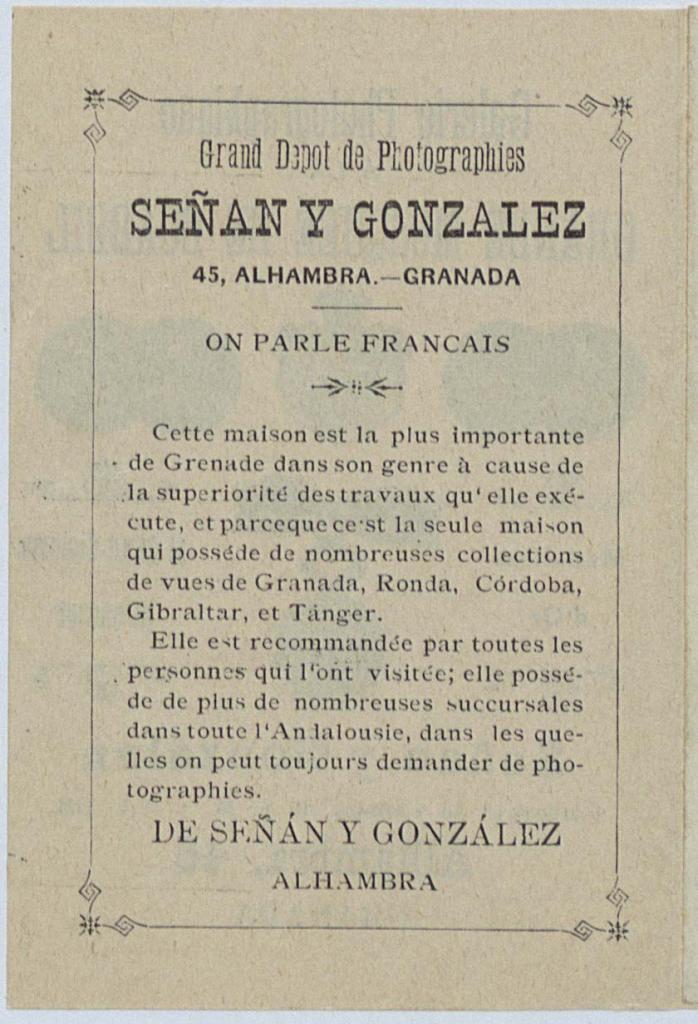 Grand Depot de Photographies
SEÑAN Y GONZALEZ
45, ALHAMBRA.—GRANADA
ON PARLE FRANCAIS
Cette maison est la plus importante
de Grenade dans son genre à cause de
la superiorité des travaux qu'elle exé-
cute, et parceque ce'st la seule maison
qui posséde de nombreuses collections
de vues de Granada, Ronda, Córdoba,
Gibraltar, et Tánger.
Elle est recommandée par toutes les
personnes qui l'ont visitée; elle possé-
de de plus de nombreuses succursales
dans toute l'Andalousie, dans les que-
lles on peut toujours demander de pho-
tographies.
DE SEÑÁN Y GONZÁLEZ
ALHAMBRA